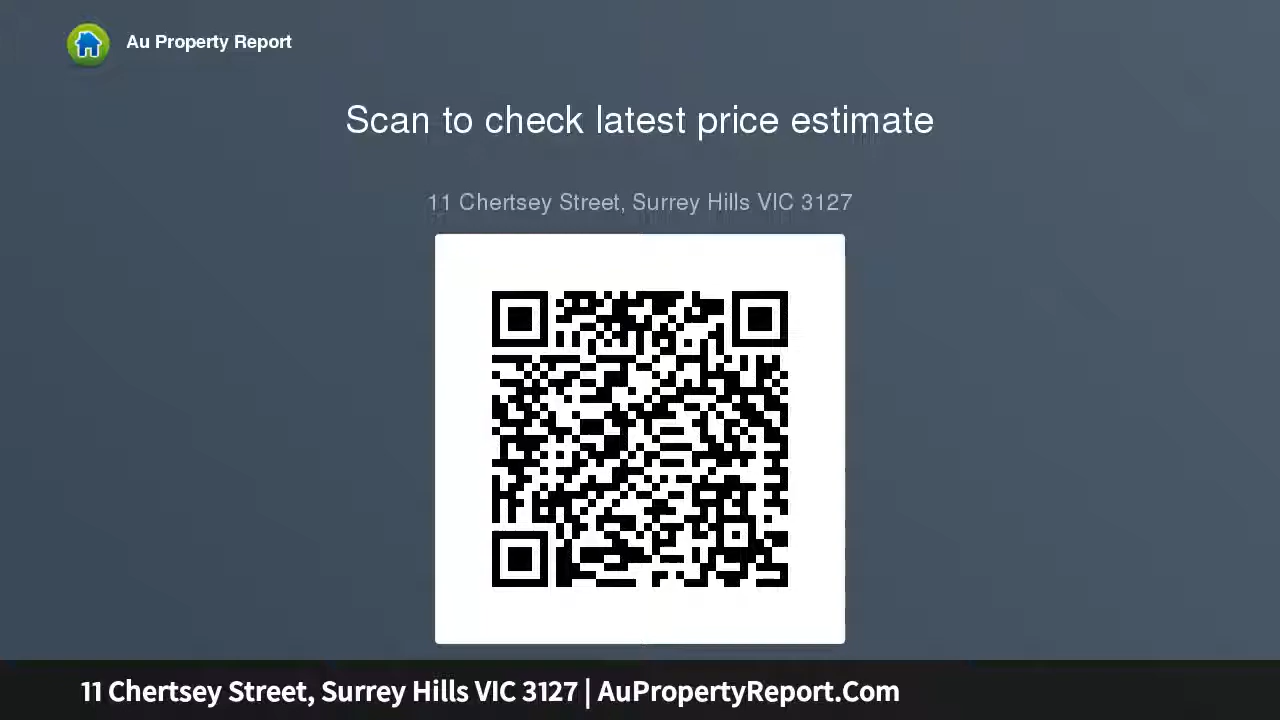 Au Property Report
Scan to check latest price estimate
11 Chertsey Street, Surrey Hills VIC 3127
11 Chertsey Street, Surrey Hills VIC 3127 | AuPropertyReport.Com